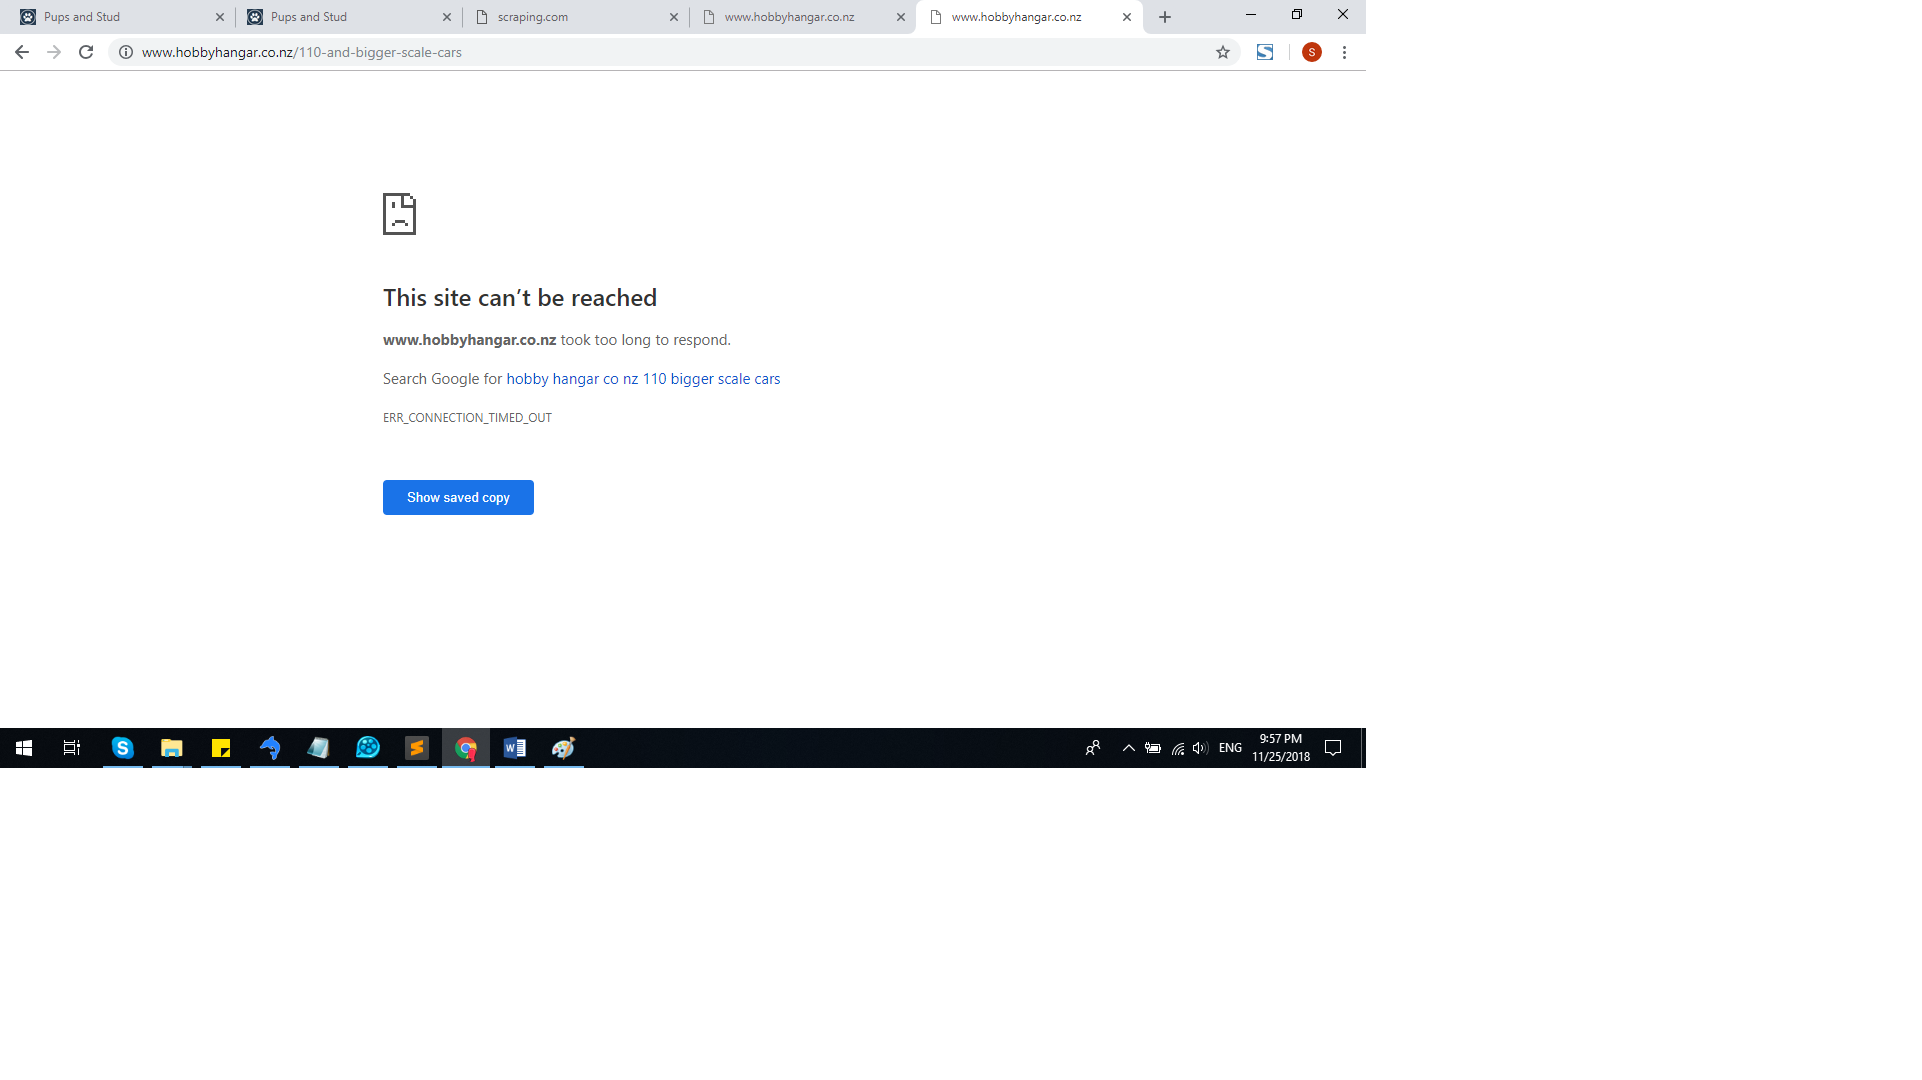 Pups and Stud
Pups and Stud
scraping.com
www.hobbyhangar.co.nz
www.hobbyhangar.co.nz
www.hobbyhangar.co.nz/110-and-bigger-scale-cars
S
S
This site can’t be reached
www.hobbyhangar.co.nz took too long to respond.
Search Google for hobby hangar co nz 110 bigger scale cars
ERR_CONNECTION_TIMED_OUT
Show saved copy
S
S
W
ENG
9:57 PM
11/25/2018